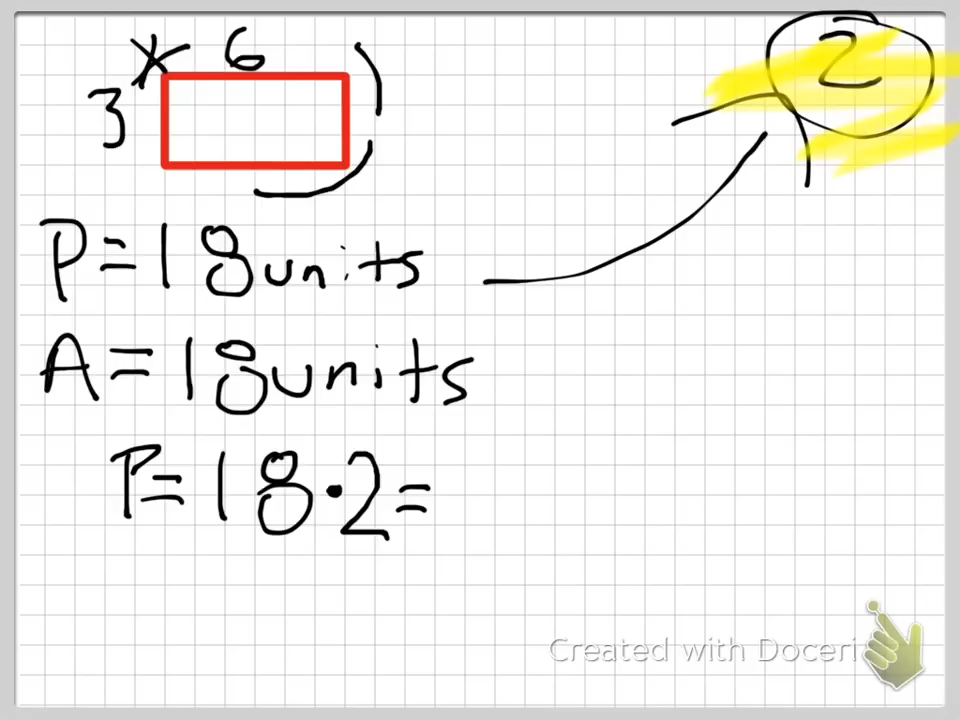 6
2
3
P=18units
A=18units
P=18•2=
Created with Doceri